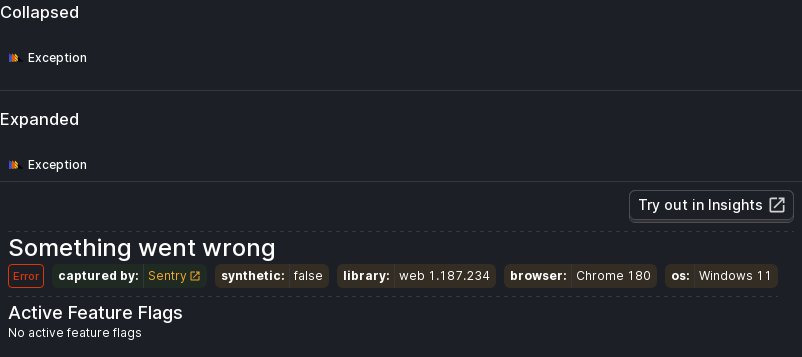 Collapsed
Exception
Expanded
Exception
Try out in Insights
Something went wrong
Error captured by: Sentry synthetic: false library: web 1.187.234 browser: Chrome 180 os: Windows 11
Active Feature Flags
No active feature flags